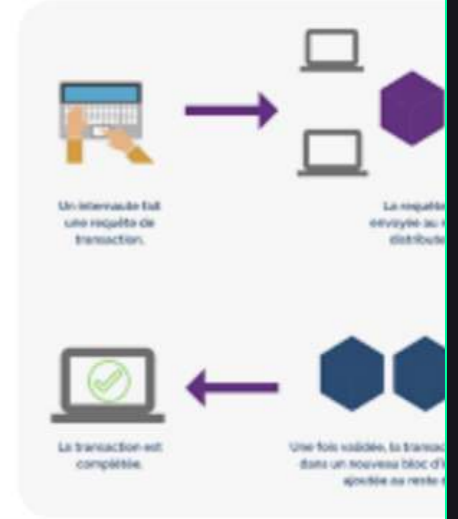 Un internaute fait
une requête de
transaction.
La requête
envoyée au
distribute
La transaction est
complétée.
Une fois validée, la transac
dans un nouveau bloc d'i
ajoutée au reste